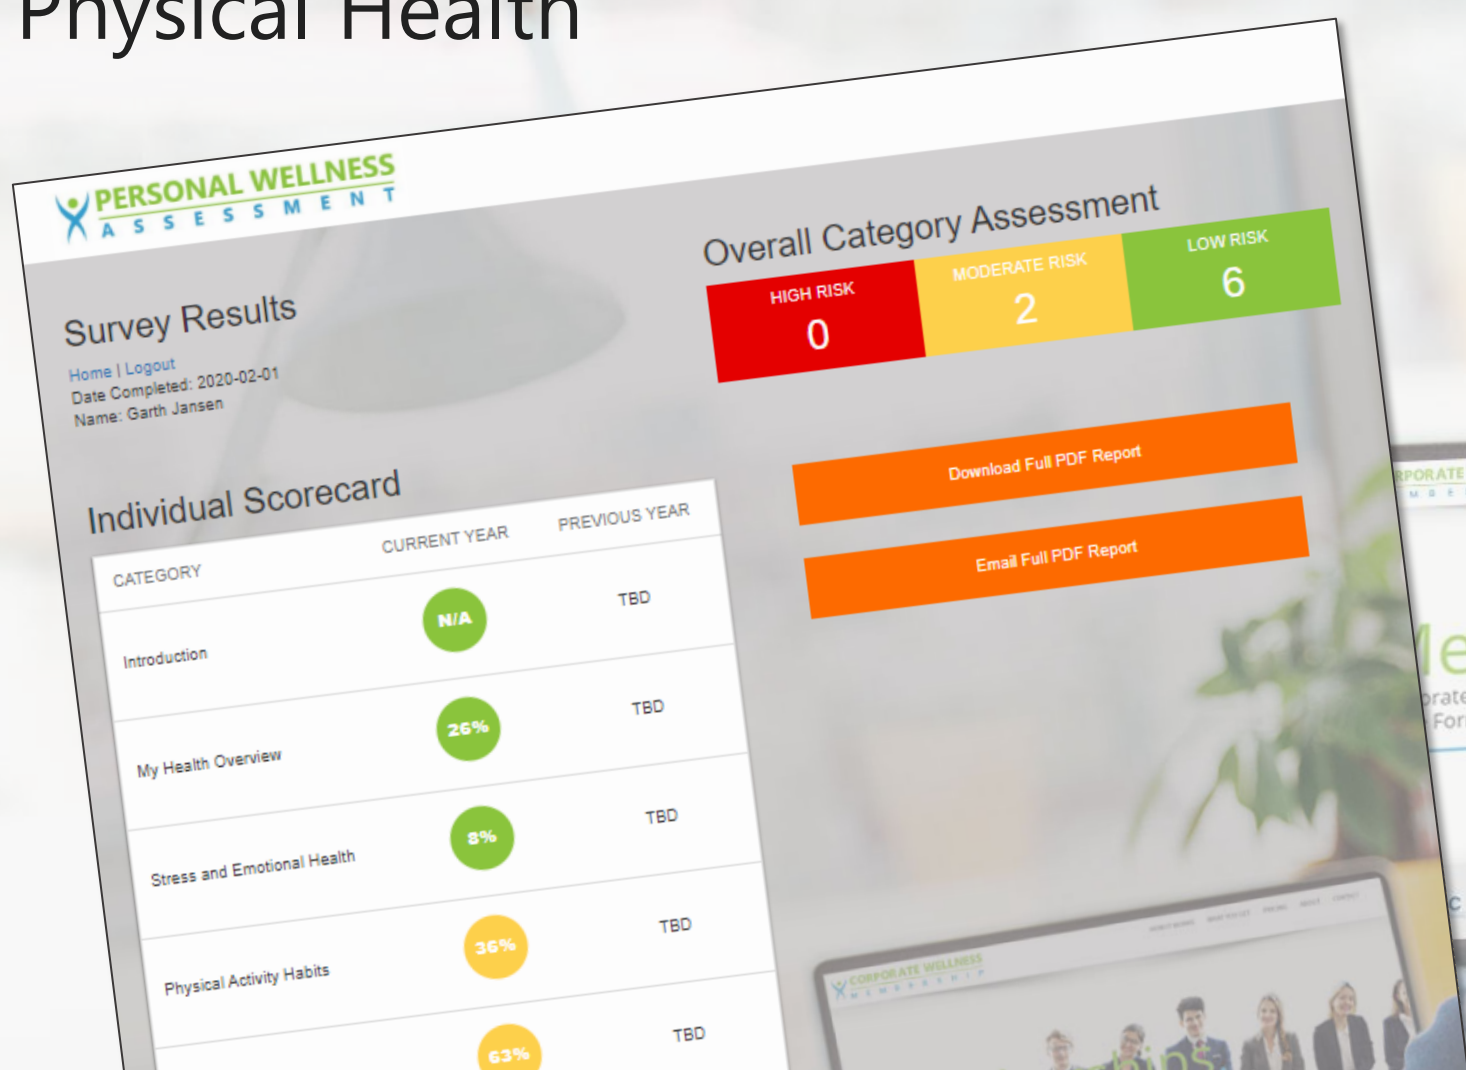 Physical Health
PERSONAL WELLNESS
ASSESSMENT
Survey Results
Home | Logout
Date Completed: 2020-02-01
Name: Garth Jansen
Overall Category Assessment
HIGH RISK
0
MODERATE RISK
2
LOW RISK
6
Download Full PDF Report
Email Full PDF Report
Individual Scorecard
CATEGORY CURRENT YEAR PREVIOUS YEAR
Introduction N/A TBD
My Health Overview 26% TBD
Stress and Emotional Health 8% TBD
Physical Activity Habits 36% TBD
63% TBD
CORPORATE WELLNESS
MEMBERSHIP